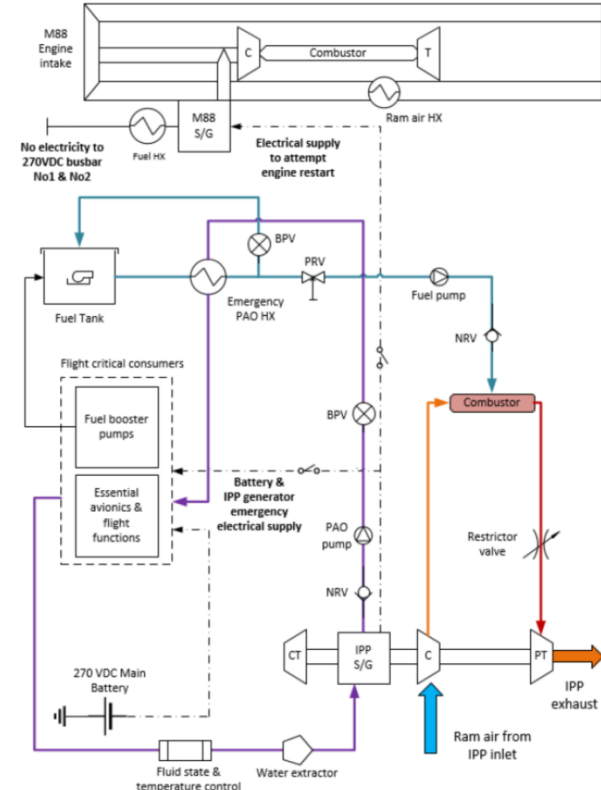 M88
Engine
intake
C
Combustor
T
M88
S/G
Ram air HX
Fuel HX
No electricity to
270VDC busbar
No1 & No2
Electrical supply
to attempt
engine restart
BPV
PRV
Fuel Tank
Emergency
PAO HX
Fuel pump
NRV
Flight critical consumers
Fuel booster
pumps
Combustor
BPV
Essential
avionics &
flight
functions
Battery &
IPP generator
emergency
electrical supply
PAO
pump
Restrictor
valve
NRV
CT
IPP
S/G
C
PT
270 VDC Main
Battery
IPP
exhaust
Ram air from
IPP inlet
Fluid state &
temperature control
Water extractor